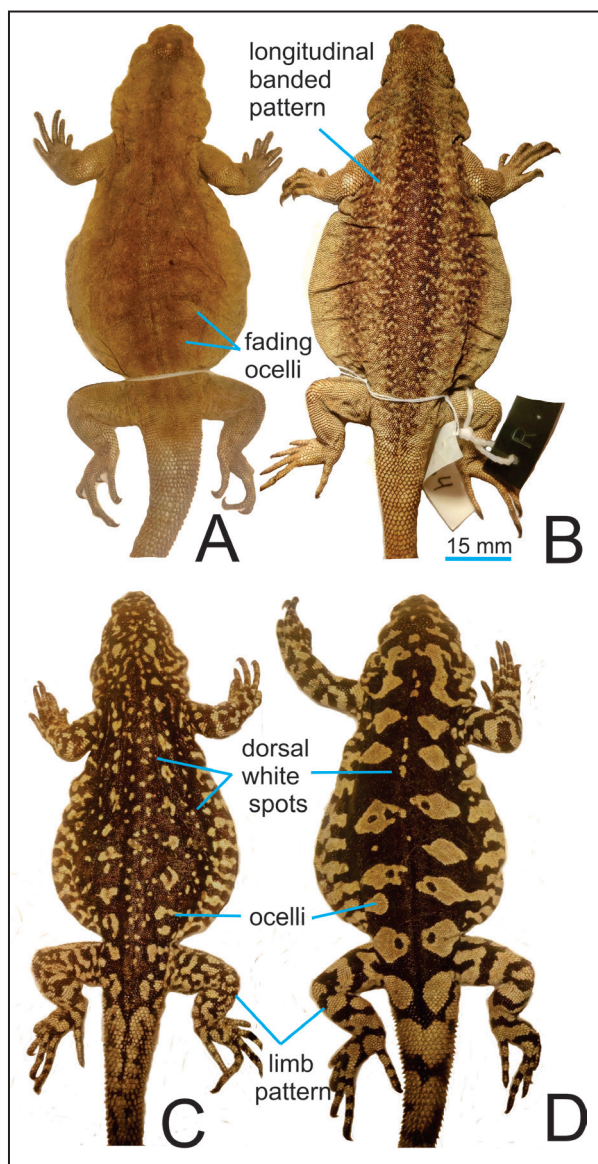 longitudinal
banded
pattern
fading
ocelli
A
B
15 mm
h
R.
dorsal
white
spots
ocelli
limb
pattern
C
D